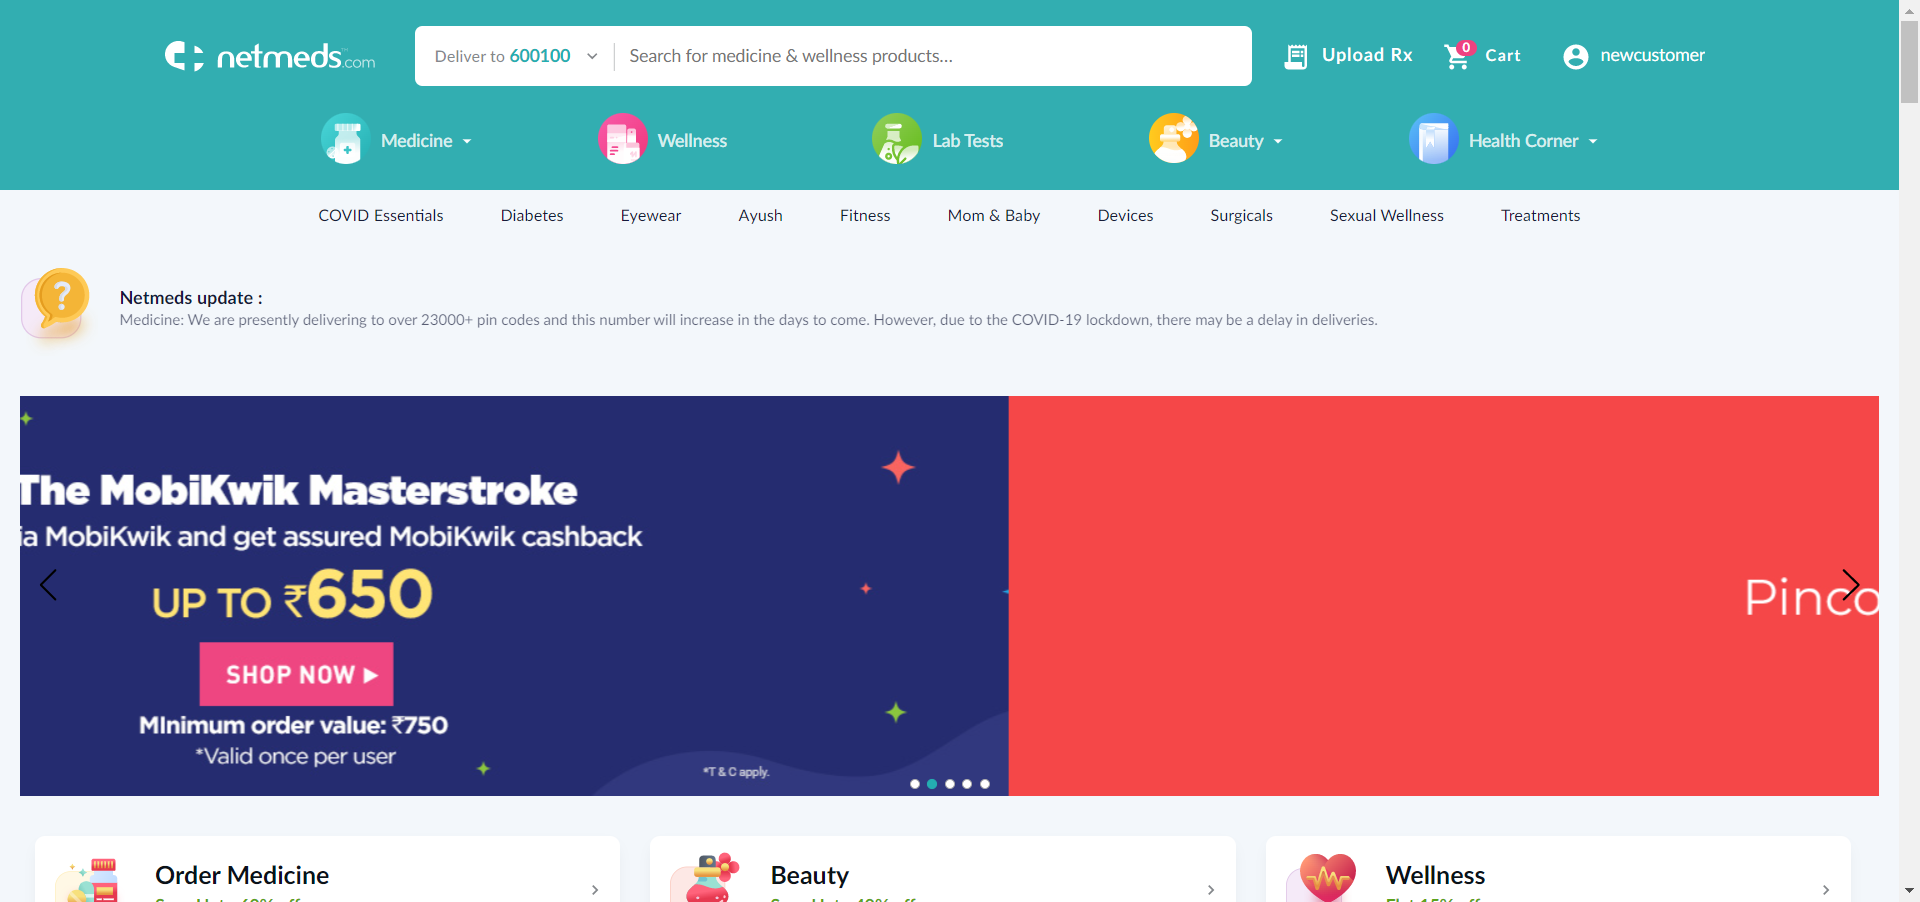 netmeds.com
Deliver to 600100
Search for medicine & wellness products...
Upload Rx
0
Cart
newcustomer
Medicine
Wellness
Lab Tests
Beauty
Health Corner
COVID Essentials
Diabetes
Eyewear
Ayush
Fitness
Mom & Baby
Devices
Surgicals
Sexual Wellness
Treatments
Netmeds update :
Medicine: We are presently delivering to over 23000+ pin codes and this number will increase in the days to come. However, due to the COVID-19 lockdown, there may be a delay in deliveries.
The MobiKwik Masterstroke
ia MobiKwik and get assured MobiKwik cashback
UP TO ₹650
SHOP NOW
MInimum order value: ₹750
*Valid once per user
*T & C apply.
Pinco
Order Medicine
Beauty
Wellness